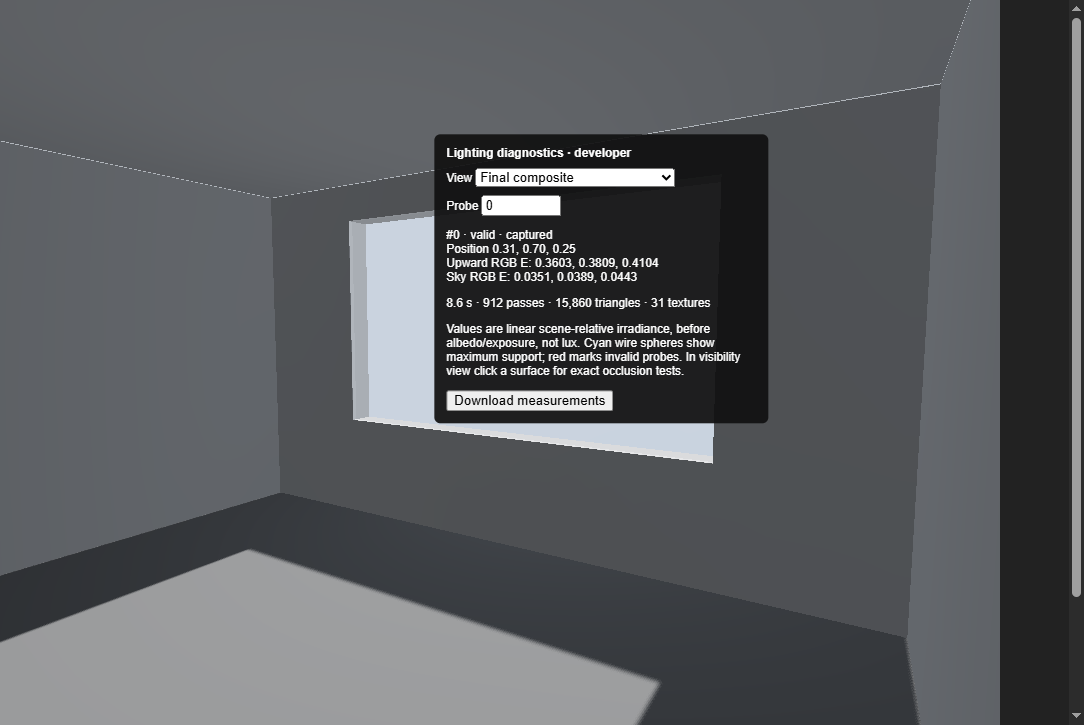 Lighting diagnostics · developer
View Final composite
Probe 0
#0 · valid · captured
Position 0.31, 0.70, 0.25
Upward RGB E: 0.3603, 0.3809, 0.4104
Sky RGB E: 0.0351, 0.0389, 0.0443
8.6 s · 912 passes · 15,860 triangles · 31 textures
Values are linear scene-relative irradiance, before
albedo/exposure, not lux. Cyan wire spheres show
maximum support; red marks invalid probes. In visibility
view click a surface for exact occlusion tests.
Download measurements